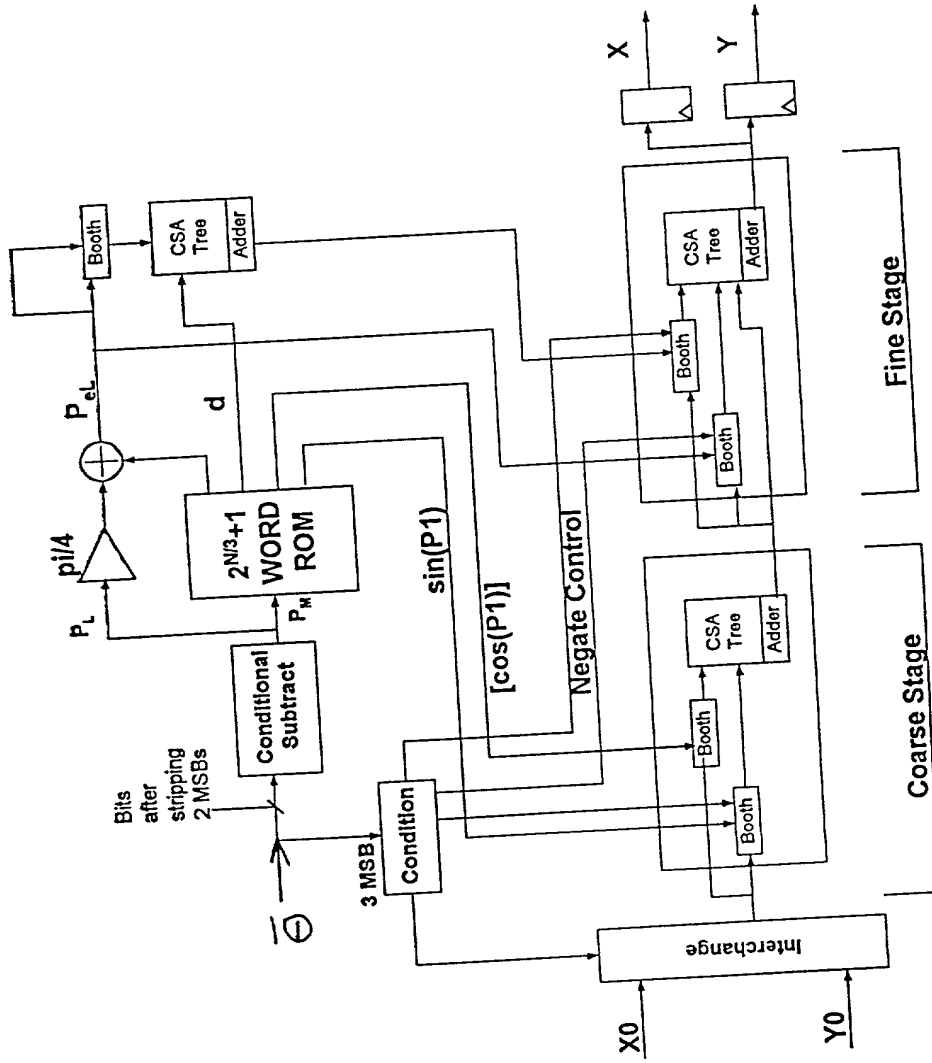 Θ̅
Bits
after
stripping
2 MSBs
Conditional
Subtract
P_L
P_M
pi/4
2^{N/3}+1
WORD
ROM
P_eL
d
Booth
CSA
Tree
Adder
3 MSB
Condition
sin(P1)
[cos(P1)]
Negate Control
X0
Y0
Interchange
Booth
Booth
CSA
Tree
Adder
Coarse Stage
Booth
Booth
CSA
Tree
Adder
Fine Stage
X
Y